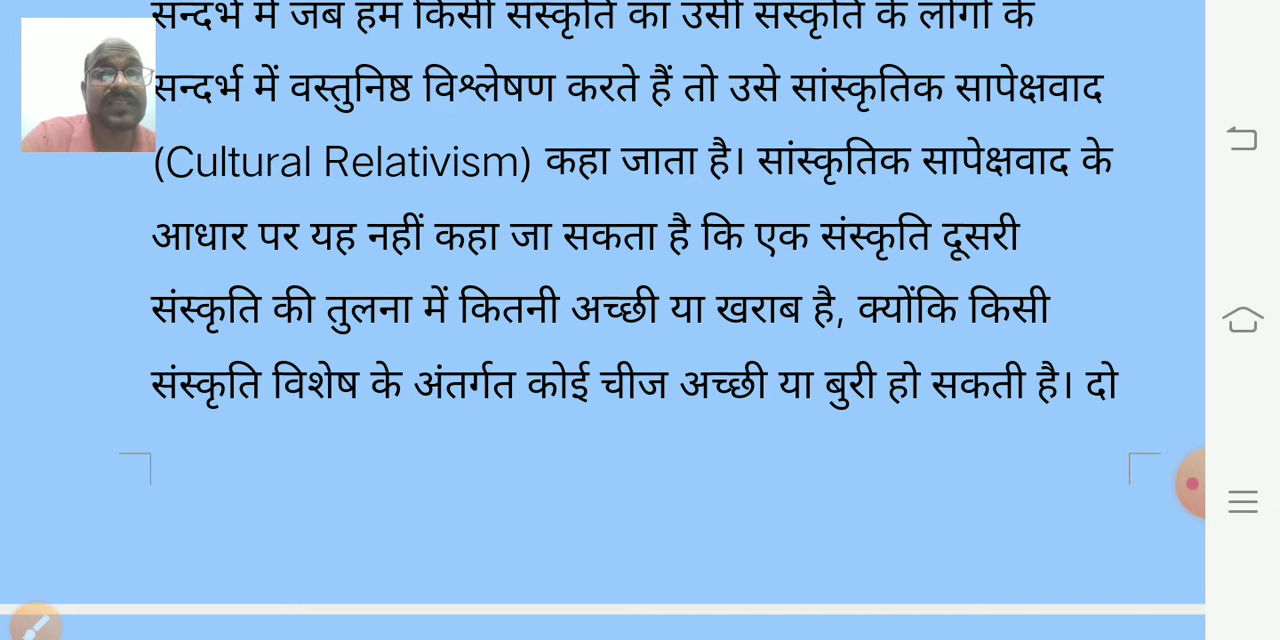 सन्दर्भ में जब हम किसी संस्कृति का उसी संस्कृति के लोगों के
सन्दर्भ में वस्तुनिष्ठ विश्लेषण करते हैं तो उसे सांस्कृतिक सापेक्षवाद
(Cultural Relativism) कहा जाता है। सांस्कृतिक सापेक्षवाद के
आधार पर यह नहीं कहा जा सकता है कि एक संस्कृति दूसरी
संस्कृति की तुलना में कितनी अच्छी या खराब है, क्योंकि किसी
संस्कृति विशेष के अंतर्गत कोई चीज अच्छी या बुरी हो सकती है। दो